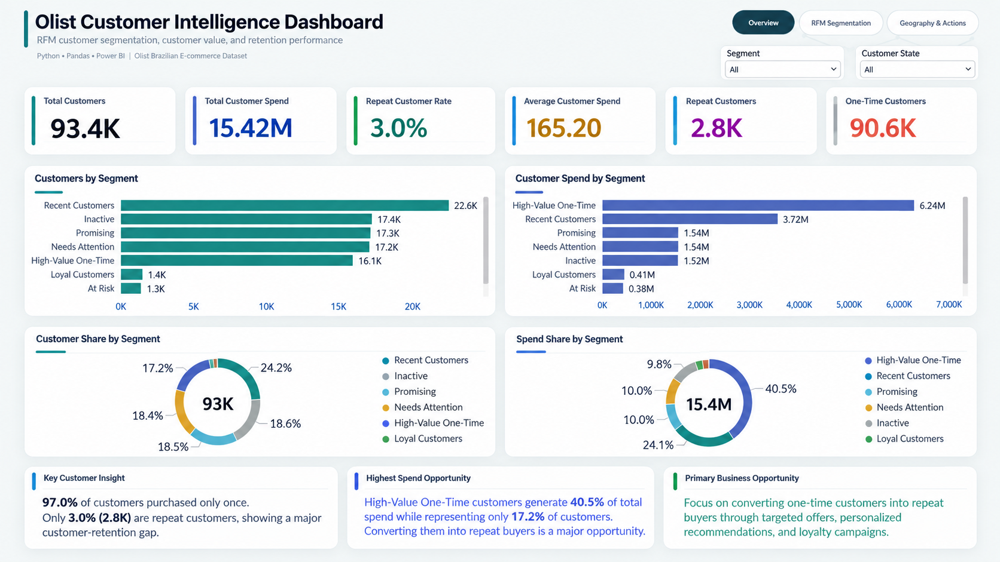 Olist Customer Intelligence Dashboard
RFM customer segmentation, customer value, and retention performance
Python • Pandas • Power BI | Olist Brazilian E-commerce Dataset
Overview
RFM Segmentation
Geography & Actions
Segment
All
Customer State
All
Total Customers
93.4K
Total Customer Spend
15.42M
Repeat Customer Rate
3.0%
Average Customer Spend
165.20
Repeat Customers
2.8K
One-Time Customers
90.6K
Customers by Segment
Recent Customers 22.6K
Inactive 17.4K
Promising 17.3K
Needs Attention 17.2K
High-Value One-Time 16.1K
Loyal Customers 1.4K
At Risk 1.3K
0K 5K 10K 15K 20K
Customer Spend by Segment
High-Value One-Time 6.24M
Recent Customers 3.72M
Promising 1.54M
Needs Attention 1.54M
Inactive 1.52M
Loyal Customers 0.41M
At Risk 0.38M
0K 1,000K 2,000K 3,000K 4,000K 5,000K 6,000K 7,000K
Customer Share by Segment
17.2% 24.2%
93K
18.4% 18.6%
18.5%
Recent Customers
Inactive
Promising
Needs Attention
High-Value One-Time
Loyal Customers
Spend Share by Segment
9.8%
10.0% 40.5%
15.4M
10.0%
24.1%
High-Value One-Time
Recent Customers
Promising
Needs Attention
Inactive
Loyal Customers
Key Customer Insight
97.0% of customers purchased only once.
Only 3.0% (2.8K) are repeat customers, showing a major
customer-retention gap.
Highest Spend Opportunity
High-Value One-Time customers generate 40.5% of total
spend while representing only 17.2% of customers.
Converting them into repeat buyers is a major opportunity.
Primary Business Opportunity
Focus on converting one-time customers into repeat
buyers through targeted offers, personalized
recommendations, and loyalty campaigns.